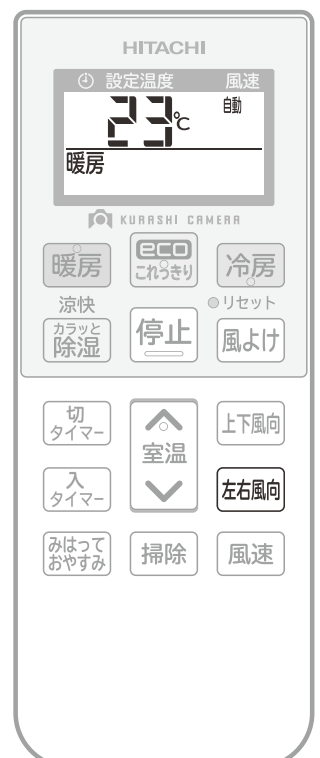 HITACHI
設定温度 風速
23℃ 自動
暖房
KURASHI CAMERA
暖房 eco これっきり 冷房
涼快 リセット
カラッと 除湿 停止 風よけ
切タイマー 室温 上下風向
入タイマー 左右風向
みはっておやすみ 掃除 風速